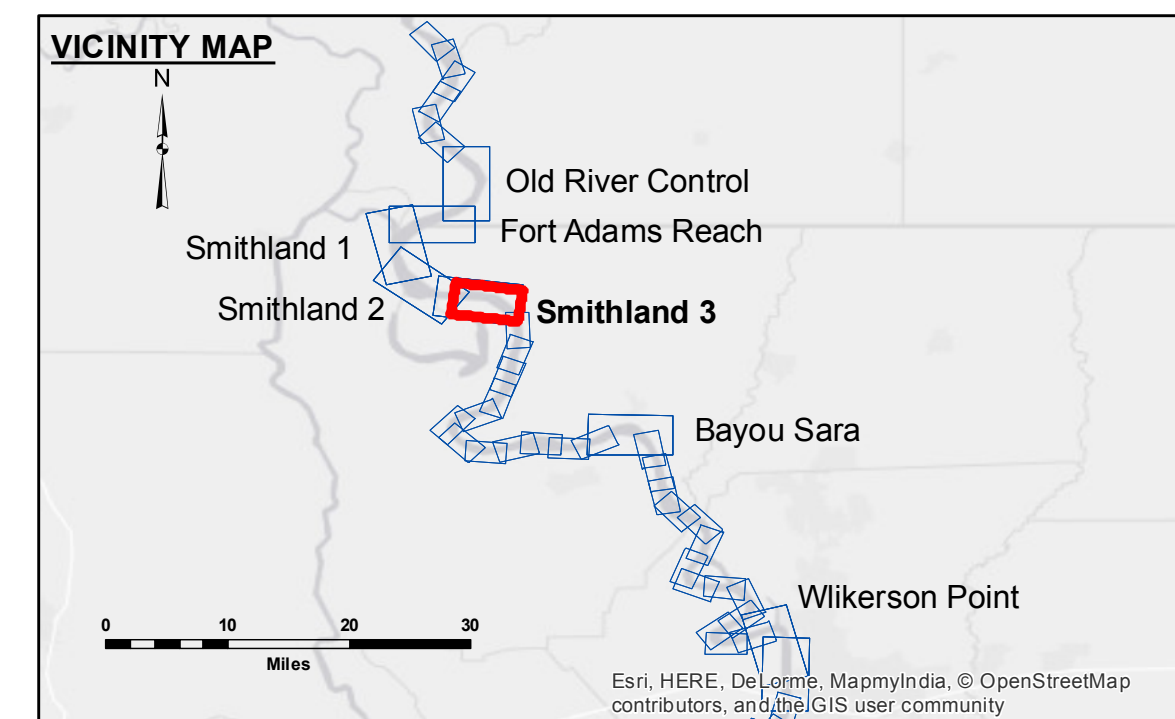 VICINITY MAP
N
Old River Control
Fort Adams Reach
Smithland 1
Smithland 2
Smithland 3
Bayou Sara
Wlikerson Point
0 10 20 30
Miles
Esri, HERE, DeLorme, MapmyIndia, © OpenStreetMap
contributors, and the GIS user community